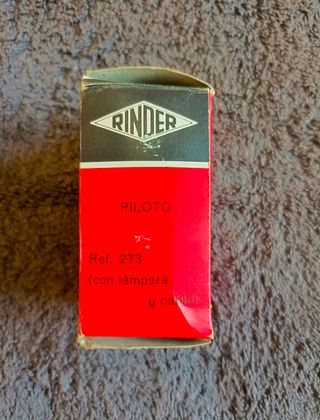 RINDER
PILOTO
Ref. 273
(con lámpara
y cable)